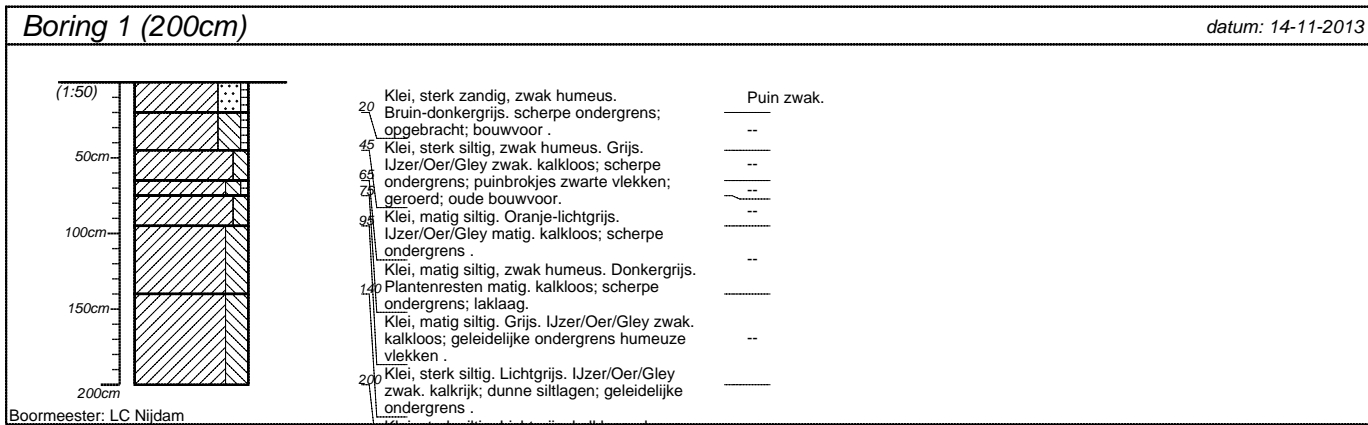 Boring 1 (200cm)
datum: 14-11-2013
(1:50)
50cm
100cm
150cm
200cm
20
45
65
75
95
140
200
Klei, sterk zandig, zwak humeus.
Bruin-donkergrijs. scherpe ondergrens;
opgebracht; bouwvoor .
Klei, sterk siltig, zwak humeus. Grijs.
IJzer/Oer/Gley zwak. kalkloos; scherpe
ondergrens; puinbrokjes zwarte vlekken;
geroerd; oude bouwvoor.
Klei, matig siltig. Oranje-lichtgrijs.
IJzer/Oer/Gley matig. kalkloos; scherpe
ondergrens .
Klei, matig siltig, zwak humeus. Donkergrijs.
Plantenresten matig. kalkloos; scherpe
ondergrens; laklaag.
Klei, matig siltig. Grijs. IJzer/Oer/Gley zwak.
kalkloos; geleidelijke ondergrens humeuze
vlekken .
Klei, sterk siltig. Lichtgrijs. IJzer/Oer/Gley
zwak. kalkrijk; dunne siltlagen; geleidelijke
ondergrens .
Puin zwak.
--
--
--
--
--
--
Boormeester: LC Nijdam